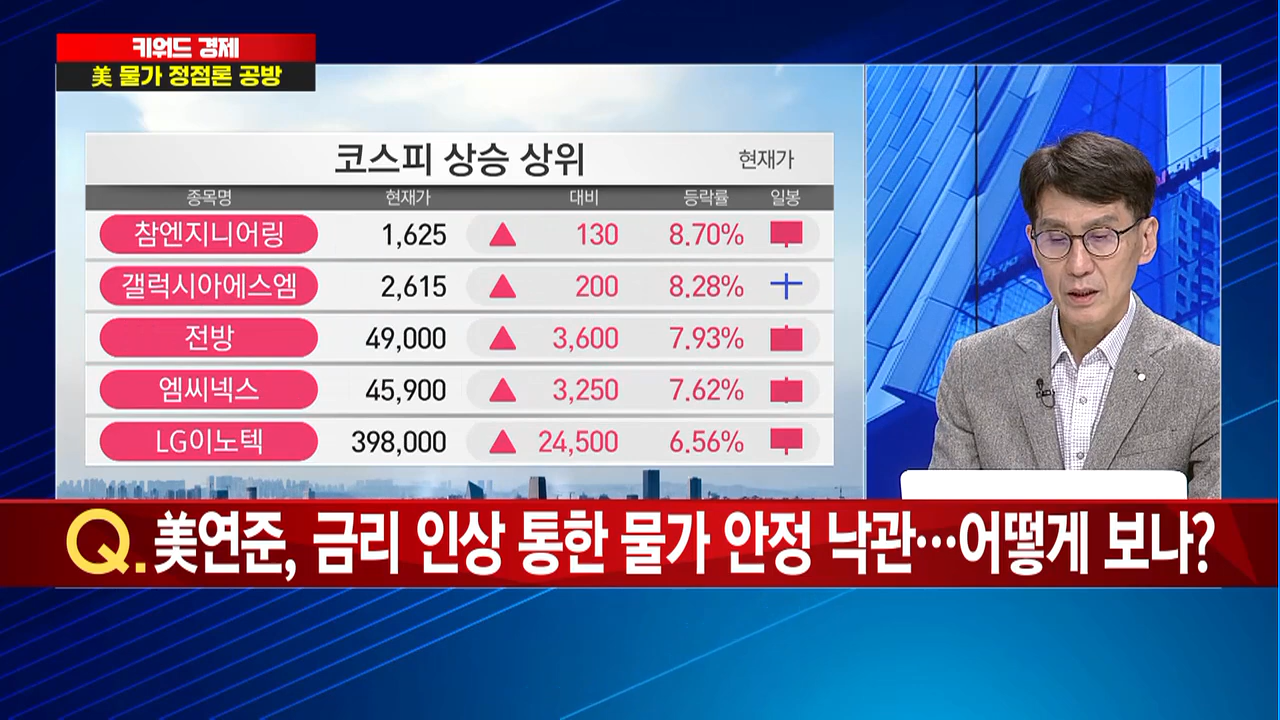 키워드 경제
美 물가 정점론 공방
코스피 상승 상위 현재가
종목명 현재가 대비 등락률 일봉
참엔지니어링 1,625 ▲ 130 8.70%
갤럭시아에스엠 2,615 ▲ 200 8.28%
전방 49,000 ▲ 3,600 7.93%
엠씨넥스 45,900 ▲ 3,250 7.62%
LG이노텍 398,000 ▲ 24,500 6.56%
Q. 美연준, 금리 인상 통한 물가 안정 낙관…어떻게 보나?